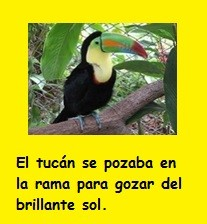 El tucán se pozaba en
la rama para gozar del
brillante sol.